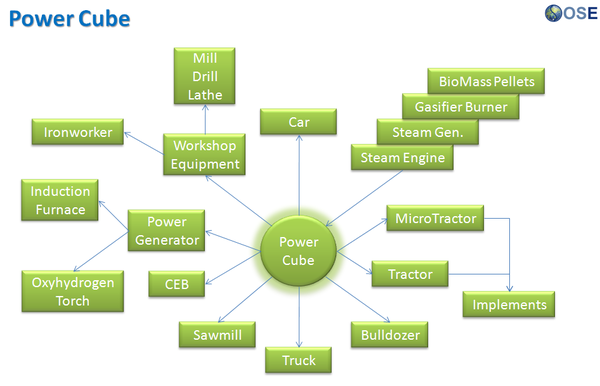 Power Cube
OSE
Mill
Drill
Lathe
BioMass Pellets
Gasifier Burner
Car
Ironworker
Steam Gen.
Workshop
Equipment
Steam Engine
Induction
Furnace
Power
Generator
MicroTractor
Power
Cube
Oxyhydrogen
Torch
CEB
Tractor
Implements
Sawmill
Bulldozer
Truck